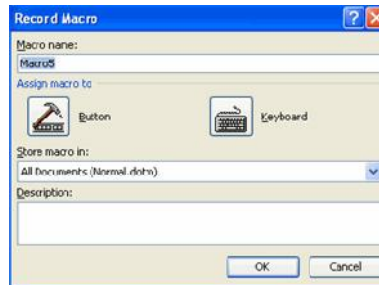 Record Macro
Macro name:
Macro5
Assign macro to
Button
Keyboard
Store macro in:
All Documents (Normal.dotm)
Description:
OK
Cancel